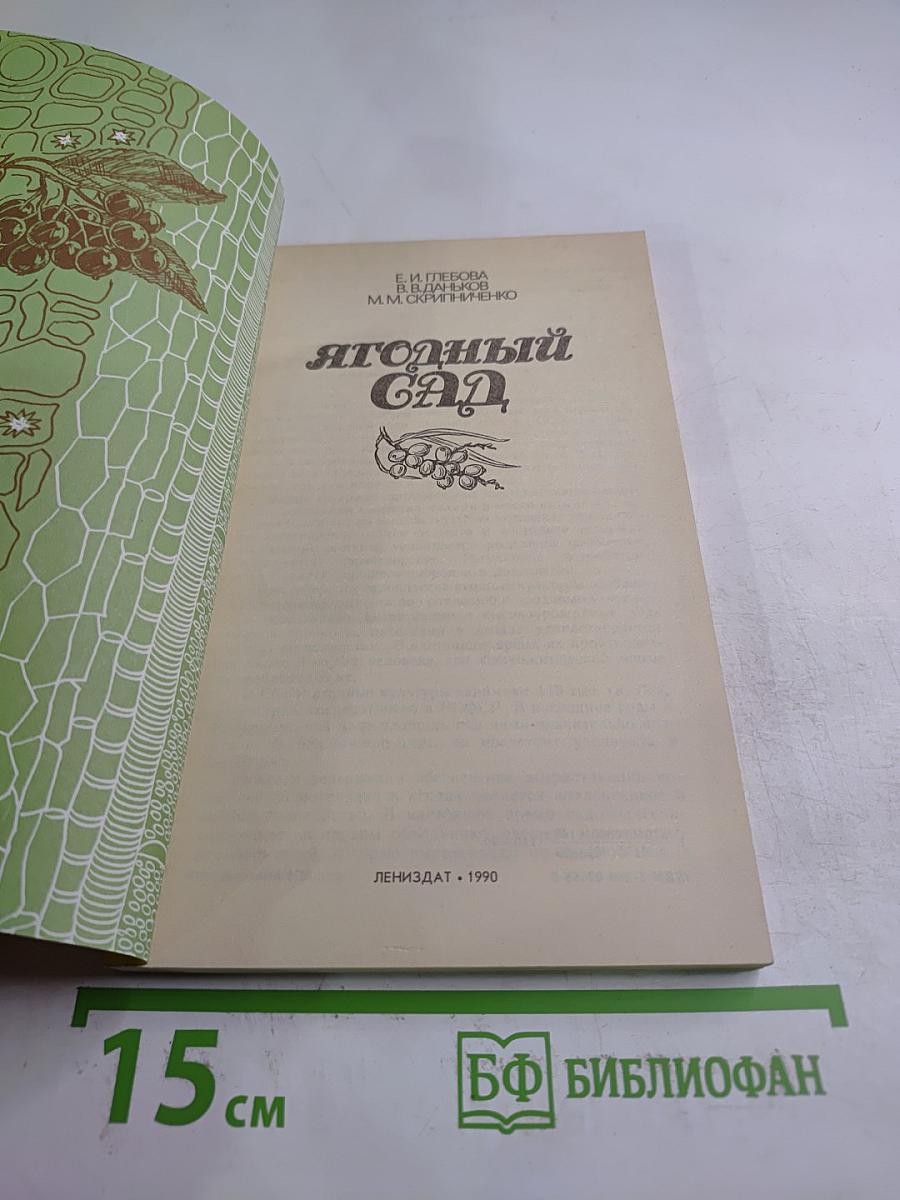 Е. И. ГЛЕБОВА
В. В. ДАНЬКОВ
М. М. СКРИПНИЧЕНКО
ЯГОДНЫЙ
САД
ЛЕНИЗДАТ • 1990
15 см
БФ БИБЛИОФАН